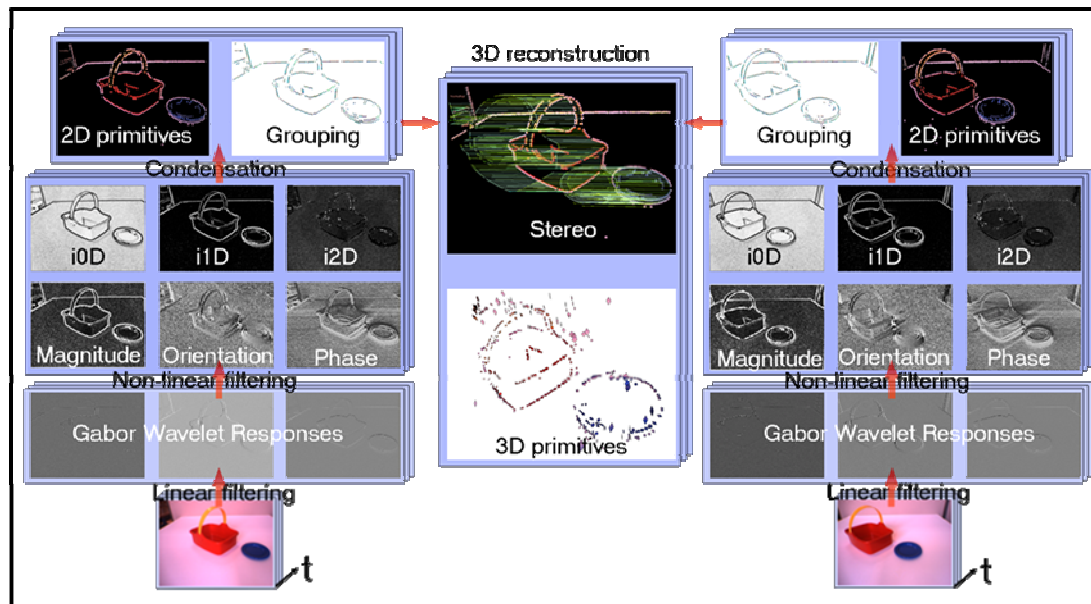 3D reconstruction
2D primitives
Grouping
Grouping
2D primitives
Condensation
Condensation
Stereo
i0D
i1D
i2D
i0D
i1D
i2D
Magnitude
Orientation
Phase
Magnitude
Orientation
Phase
Non-linear filtering
Non-linear filtering
Gabor Wavelet Responses
3D primitives
Gabor Wavelet Responses
Linear filtering
Linear filtering
t
t